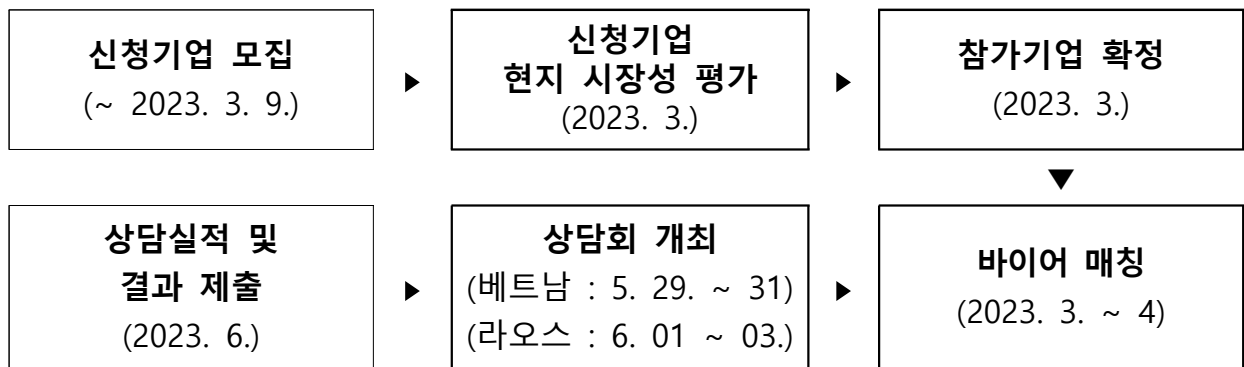 신청기업 모집
(~ 2023. 3. 9.)
▶
신청기업
현지 시장성 평가
(2023. 3.)
▶
참가기업 확정
(2023. 3.)
▼
상담실적 및
결과 제출
(2023. 6.)
▶
상담회 개최
(베트남 : 5. 29. ~ 31)
(라오스 : 6. 01 ~ 03.)
▶
바이어 매칭
(2023. 3. ~ 4)